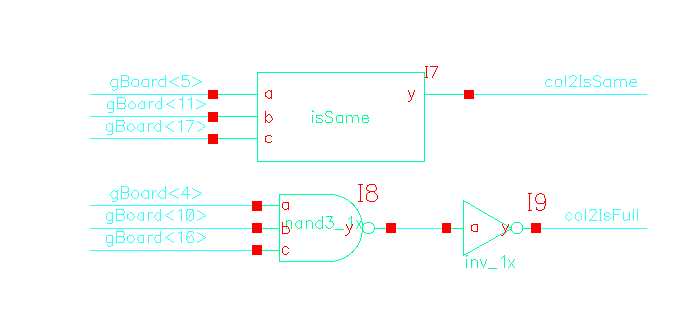 I7
gBoard<5>
a
y
col2IsSame
gBoard<11>
b
isSame
gBoard<17>
c
gBoard<4>
I8
I9
a
gBoard<10>
b
nand3_1x
y
a
y
col2IsFull
gBoard<16>
c
inv_1x